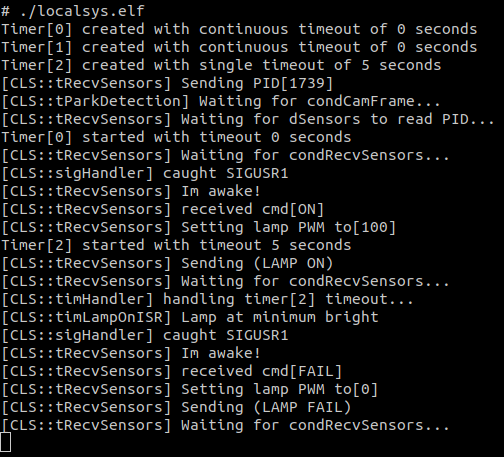 # ./localsys.elf
Timer[0] created with continuous timeout of 0 seconds
Timer[1] created with continuous timeout of 0 seconds
Timer[2] created with single timeout of 5 seconds
[CLS::tRecvSensors] Sending PID[1739]
[CLS::tParkDetection] Waiting for condCamFrame...
[CLS::tRecvSensors] Waiting for dSensors to read PID...
Timer[0] started with timeout 0 seconds
[CLS::tRecvSensors] Waiting for condRecvSensors...
[CLS::sigHandler] caught SIGUSR1
[CLS::tRecvSensors] Im awake!
[CLS::tRecvSensors] received cmd[ON]
[CLS::tRecvSensors] Setting lamp PWM to[100]
Timer[2] started with timeout 5 seconds
[CLS::tRecvSensors] Sending (LAMP ON)
[CLS::tRecvSensors] Waiting for condRecvSensors...
[CLS::timHandler] handling timer[2] timeout...
[CLS::timLampOnISR] Lamp at minimum bright
[CLS::sigHandler] caught SIGUSR1
[CLS::tRecvSensors] Im awake!
[CLS::tRecvSensors] received cmd[FAIL]
[CLS::tRecvSensors] Setting lamp PWM to[0]
[CLS::tRecvSensors] Sending (LAMP FAIL)
[CLS::tRecvSensors] Waiting for condRecvSensors...